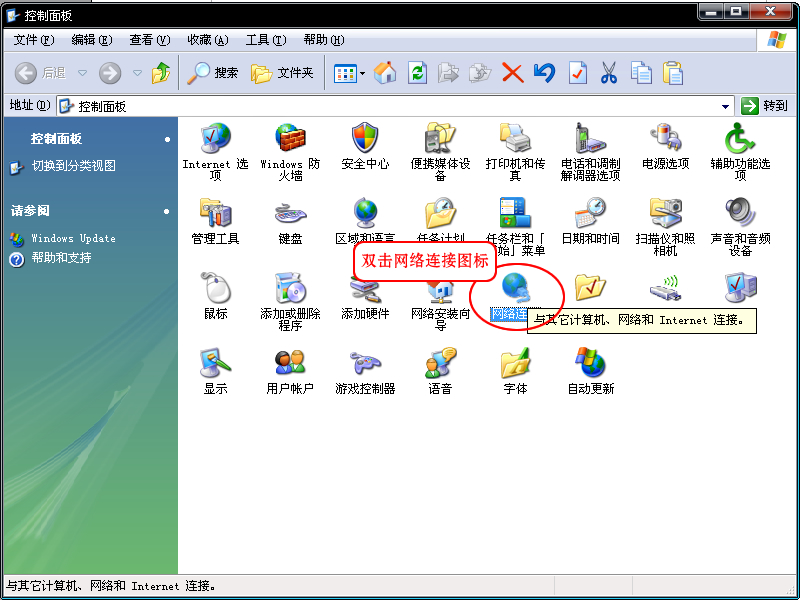 控制面板
文件(F) 编辑(E) 查看(V) 收藏(A) 工具(T) 帮助(H)
后退 搜索 文件夹
地址(D) 控制面板 转到
控制面板
切换到分类视图
请参阅
Windows Update
帮助和支持
Internet 选
项
Windows 防
火墙
安全中心
便携媒体设
备
打印机和传
真
电话和调制
解调器选项
电源选项
辅助功能选
项
管理工具
键盘
区域和语言
任务计划
任务栏和「
始」菜单
日期和时间
扫描仪和照
相机
声音和音频
设备
双击网络连接图标
鼠标
添加或删除
程序
添加硬件
网络安装向
导
网络连
与其它计算机、网络和 Internet 连接。
显示
用户帐户
游戏控制器
语音
字体
自动更新
与其它计算机、网络和 Internet 连接。